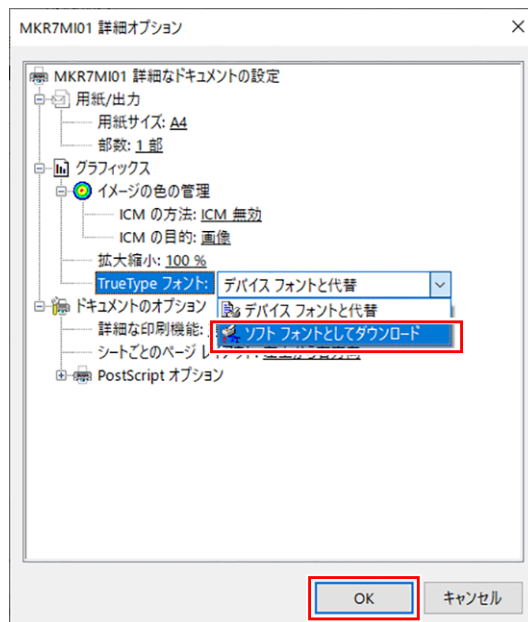 MKR7MI01 詳細オプション
MKR7MI01 詳細なドキュメントの設定
用紙/出力
用紙サイズ: A4
部数: 1 部
グラフィックス
イメージの色の管理
ICM の方法: ICM 無効
ICM の目的: 画像
拡大縮小: 100 %
TrueType フォント: デバイス フォントと代替
ドキュメントのオプション デバイス フォントと代替
詳細な印刷機能: ソフト フォントとしてダウンロード
シートごとのページ レ
PostScript オプション
OK キャンセル